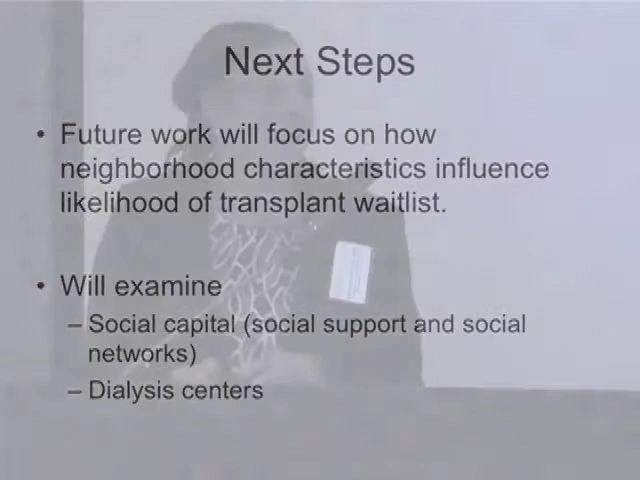 Next Steps
• Future work will focus on how
neighborhood characteristics influence
likelihood of transplant waitlist.
• Will examine
– Social capital (social support and social
networks)
– Dialysis centers